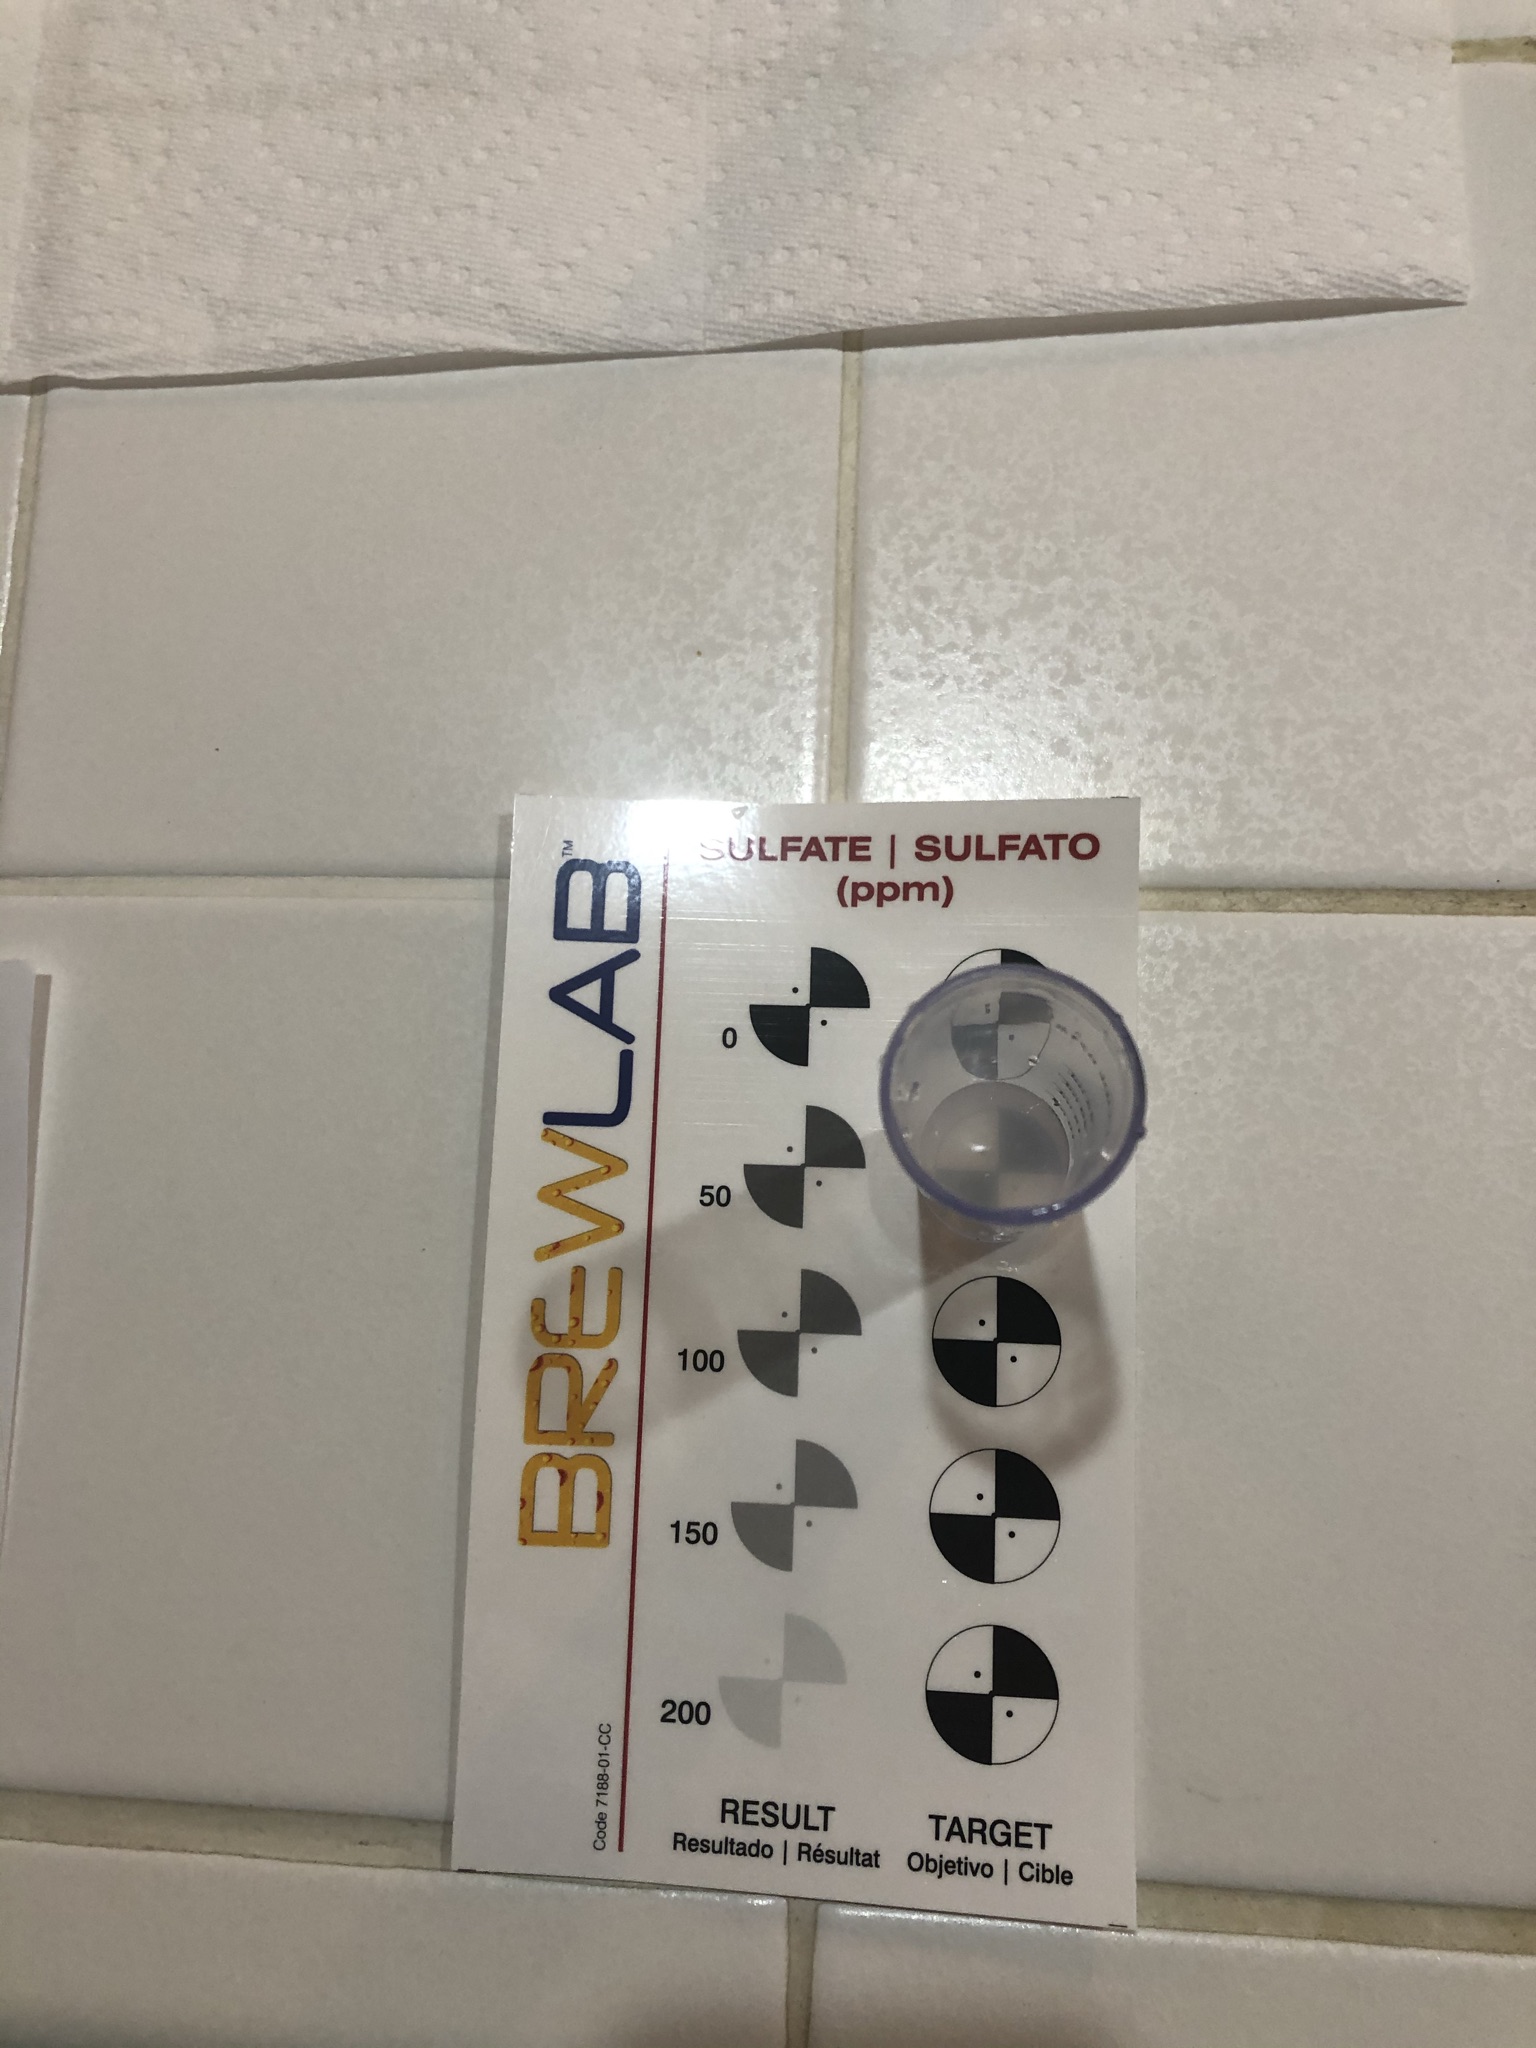 SULFATE | SULFATO
(ppm)
BREWLAB™
0
50
100
150
200
Code 7188-01-CC
RESULT
Resultado | Résultat
TARGET
Objetivo | Cible